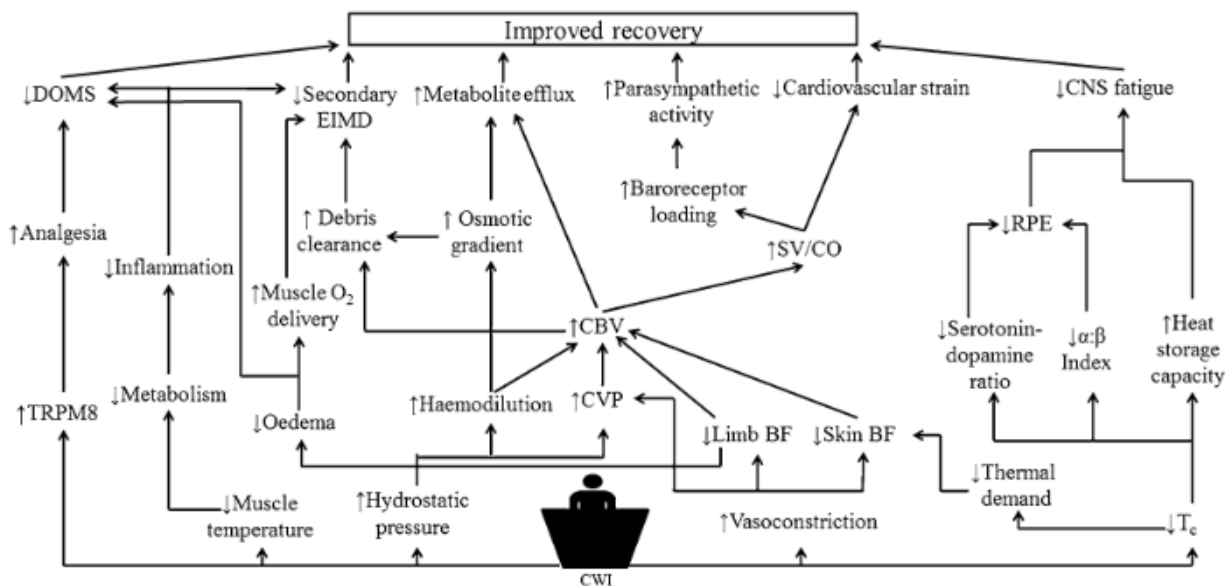 Improved recovery
↓DOMS
↓Secondary
EIMD
↑Metabolite efflux
↑Parasympathetic
activity
↓Cardiovascular strain
↓CNS fatigue
↑Analgesia
↑ Debris
clearance
↑ Osmotic
gradient
↑Baroreceptor
loading
↑SV/CO
↓RPE
↓Inflammation
↑Muscle O₂
delivery
↑CBV
↓Serotonin-
dopamine
ratio
↓α:β
Index
↑Heat
storage
capacity
↑TRPM8
↓Metabolism
↓Oedema
↑Haemodilution
↑CVP
↓Limb BF
↓Skin BF
↓Thermal
demand
↓Muscle
temperature
↑Hydrostatic
pressure
↑Vasoconstriction
↓Tc
CWI